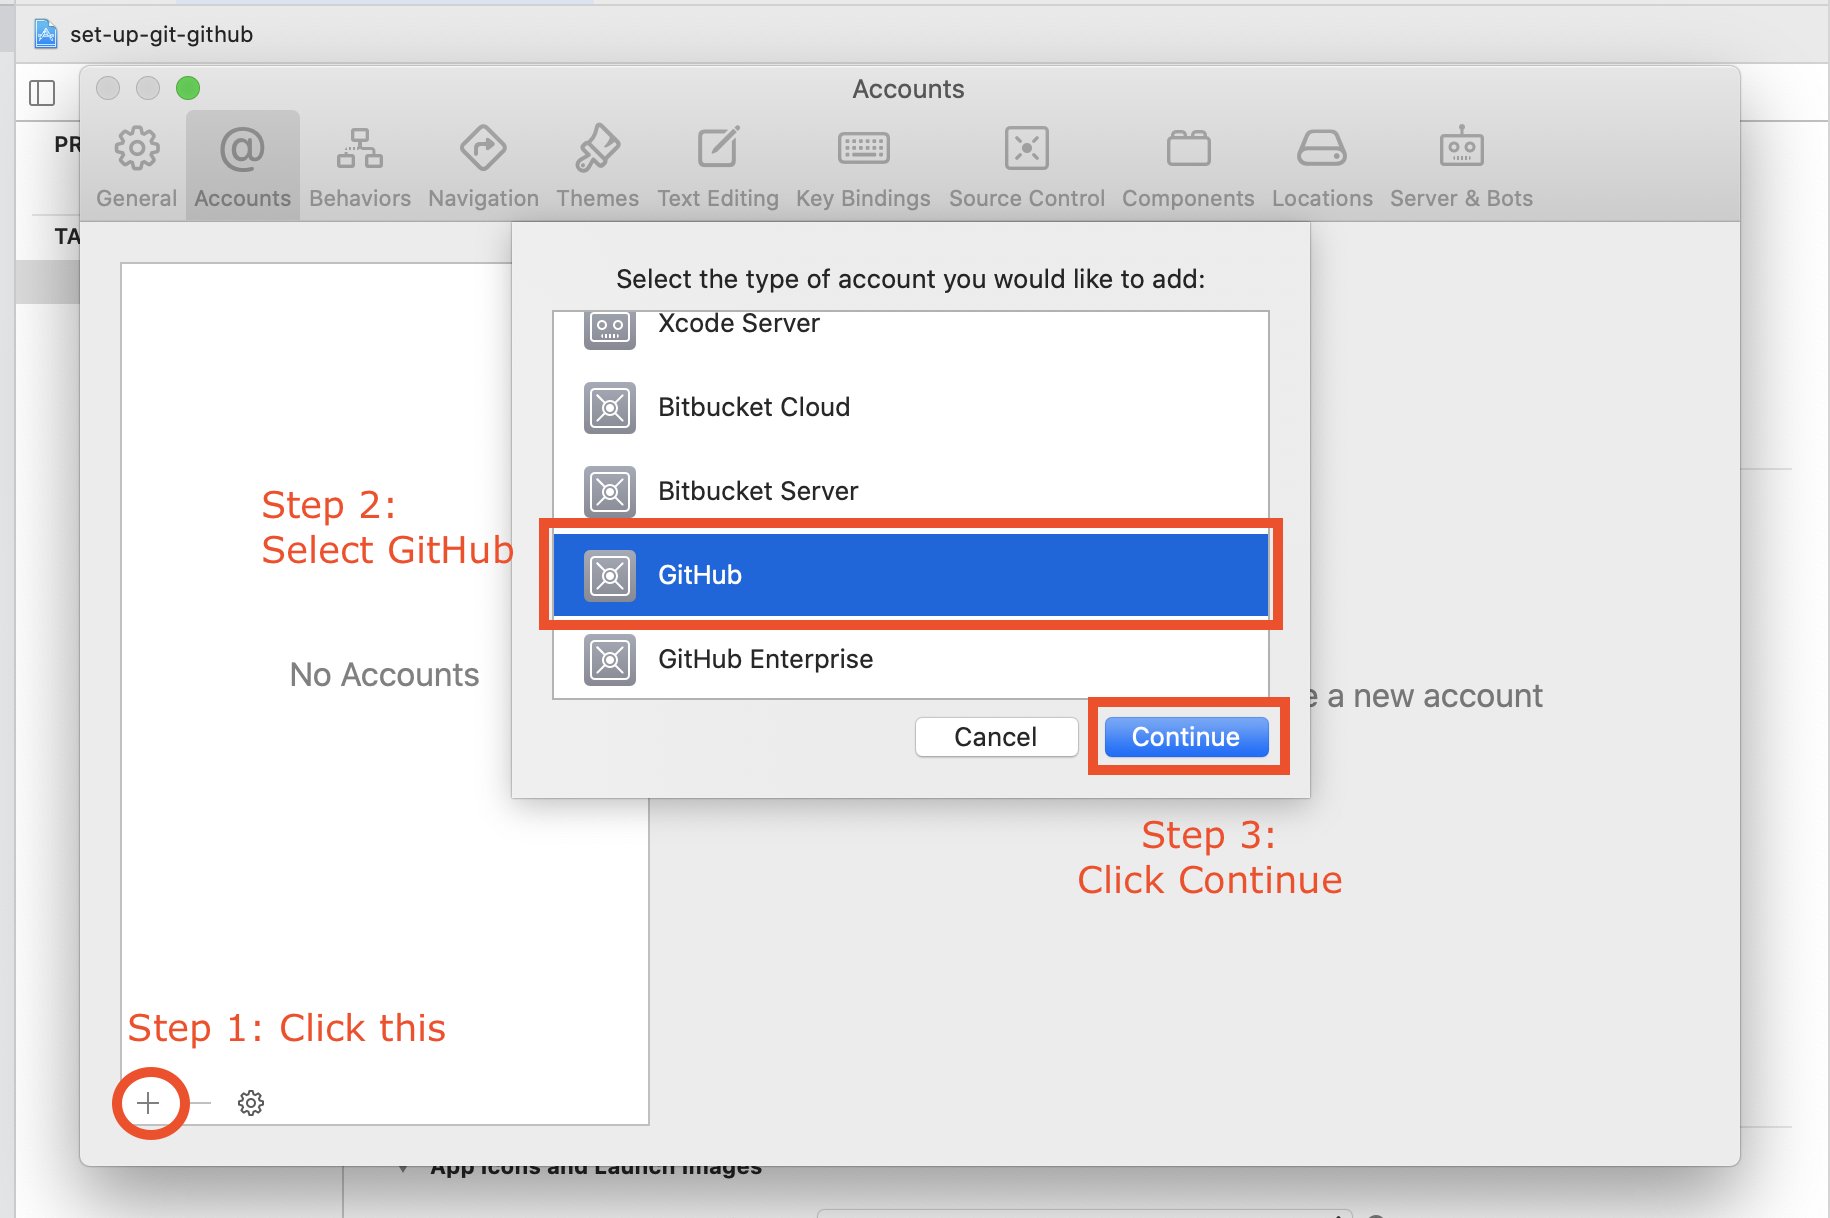 set-up-git-github
Accounts
General Accounts Behaviors Navigation Themes Text Editing Key Bindings Source Control Components Locations Server & Bots
PR
TA
Select the type of account you would like to add:
Xcode Server
Bitbucket Cloud
Bitbucket Server
Step 2:
Select GitHub
GitHub
GitHub Enterprise
No Accounts
e a new account
Cancel Continue
Step 3:
Click Continue
Step 1: Click this
App Icons and Launch Images